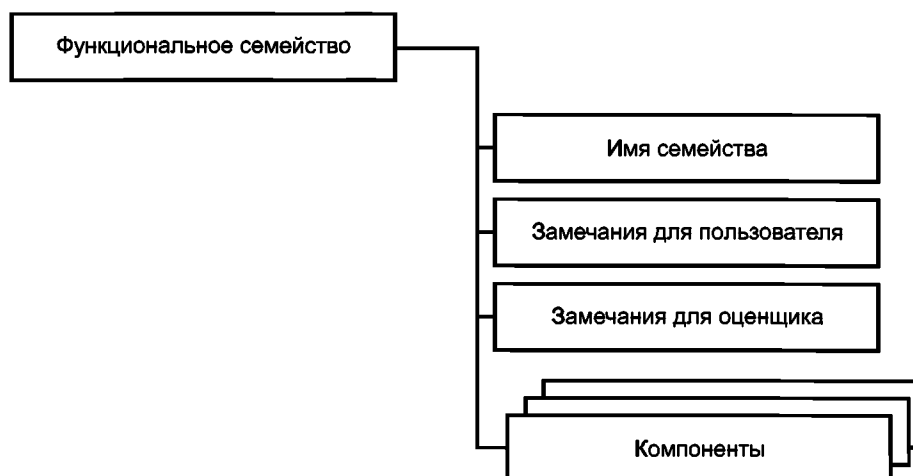 Функциональное семейство
Имя семейства
Замечания для пользователя
Замечания для оценщика
Компоненты